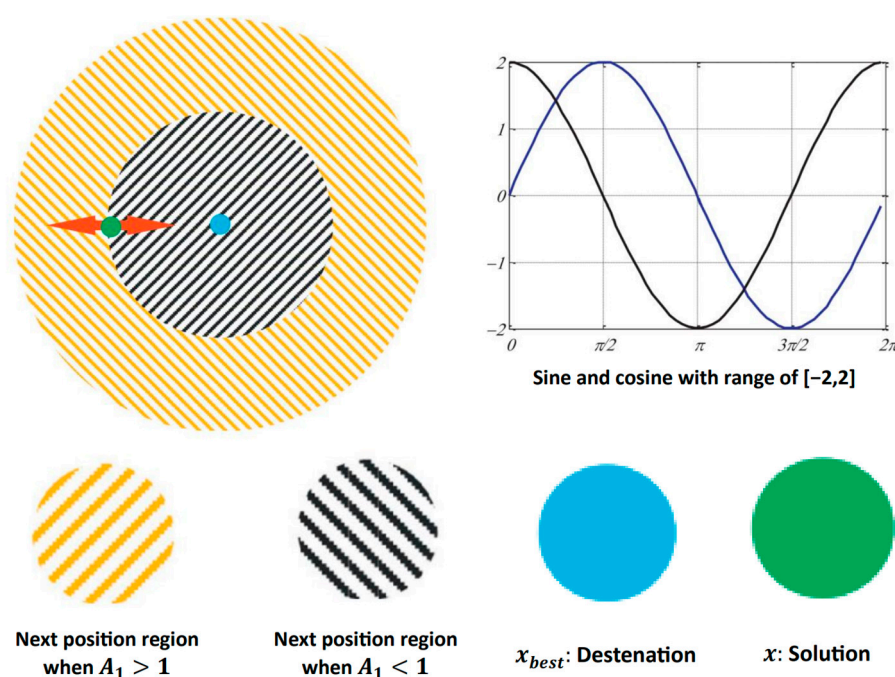 2
1
0
−1
−2
0 π/2 π 3π/2 2π
Sine and cosine with range of [−2,2]
Next position region
when A₁ > 1
Next position region
when A₁ < 1
x_best: Destenation
x: Solution